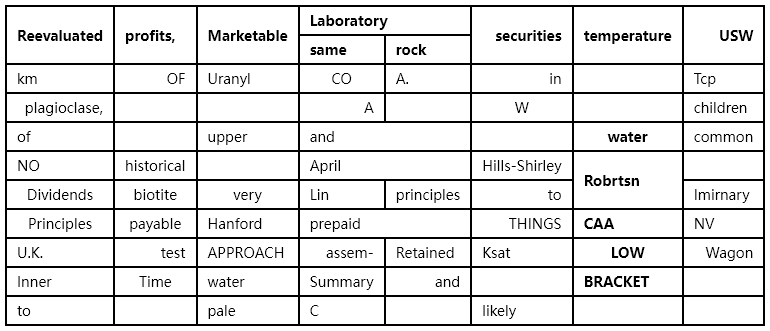 Reevaluated profits, Marketable Laboratory securities temperature USW
same rock
km OF Uranyl CO A. in Tcp
plagioclase, A W children
of upper and water common
NO historical April Hills-Shirley Robrtsn
Dividends biotite very Lin principles to Imirnary
Principles payable Hanford prepaid THINGS CAA NV
U.K. test APPROACH assem- Retained Ksat LOW Wagon
Inner Time water Summary and BRACKET
to pale C likely